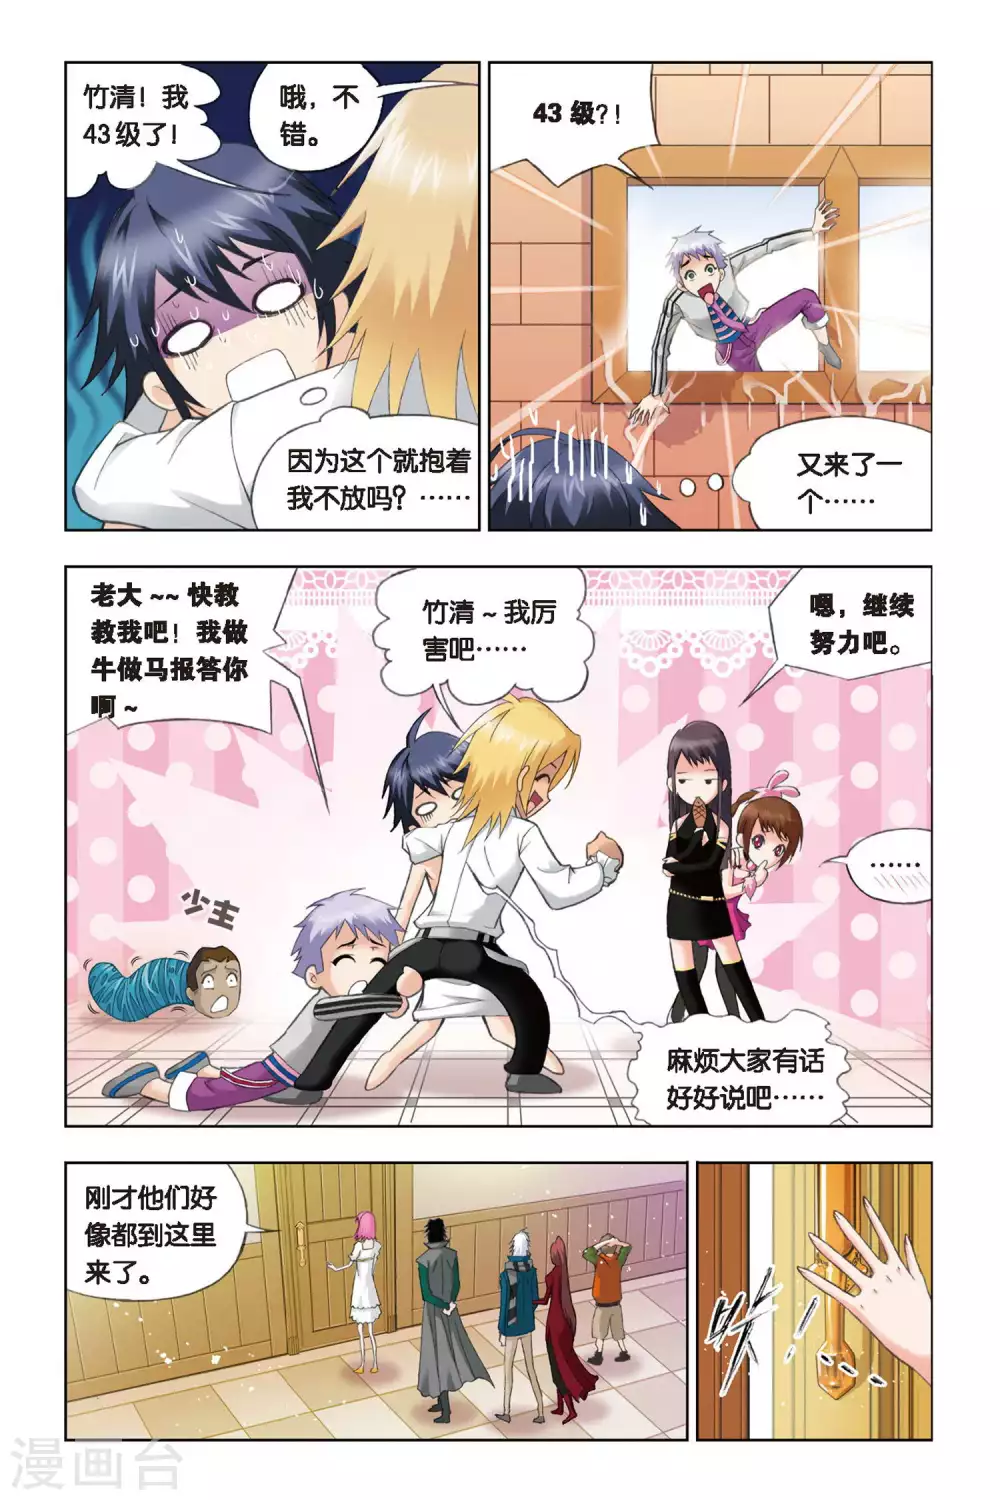 竹清！我
43级了！
哦，不
错。
因为这个就抱着
我不放吗？……
43级？！
又来了一
个……
老大~~快教
教我吧！我做
牛做马报答你
啊~
竹清~我厉
害吧……
嗯，继续
努力吧。
……
少主
麻烦大家有话
好好说吧……
刚才他们好
像都到这里
来了。
咔！…
漫画台